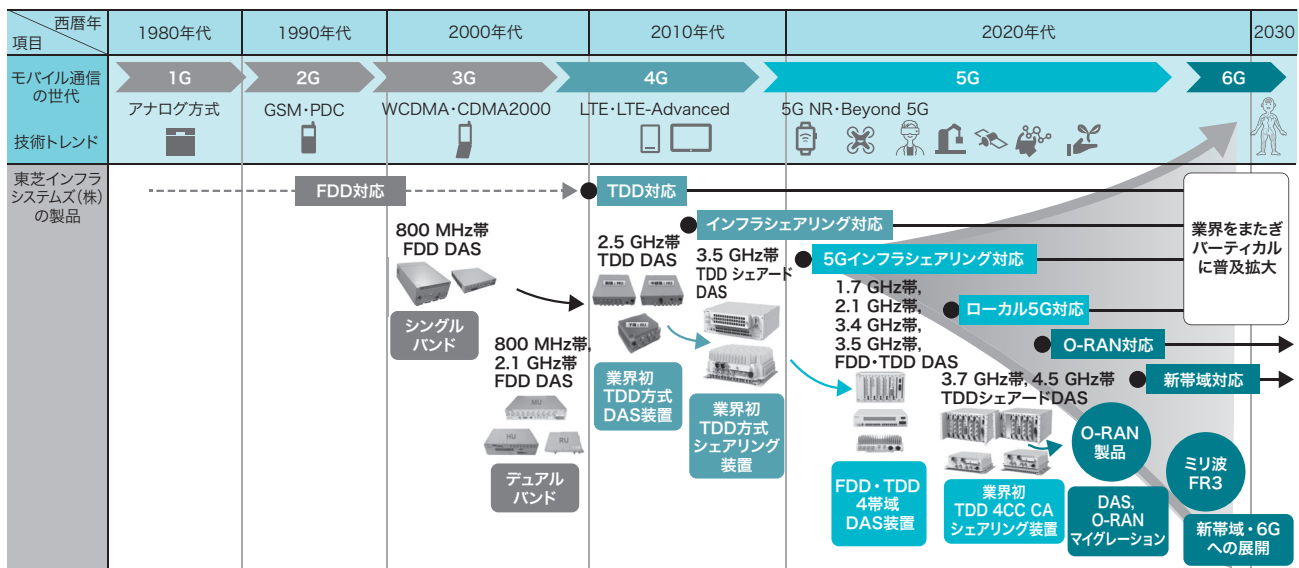 西暦年
項目
1980年代
1990年代
2000年代
2010年代
2020年代
2030
モバイル通信
の世代
1G
2G
3G
4G
5G
6G
技術トレンド
アナログ方式
GSM・PDC
WCDMA・CDMA2000
LTE・LTE-Advanced
5G NR・Beyond 5G
東芝インフラ
システムズ(株)
の製品
FDD対応
TDD対応
インフラシェアリング対応
5Gインフラシェアリング対応
ローカル5G対応
O-RAN対応
新帯域対応
業界をまたぎ
バーティカル
に普及拡大
800 MHz帯
FDD DAS
シングル
バンド
800 MHz帯,
2.1 GHz帯
FDD DAS
MU
HU
RU
デュアル
バンド
2.5 GHz帯
TDD DAS
業界初
TDD方式
DAS装置
3.5 GHz帯
TDD シェアード
DAS
業界初
TDD方式
シェアリング
装置
1.7 GHz帯,
2.1 GHz帯,
3.4 GHz帯,
3.5 GHz帯,
FDD・TDD DAS
FDD・TDD
4帯域
DAS装置
3.7 GHz帯, 4.5 GHz帯
TDDシェアードDAS
業界初
TDD 4CC CA
シェアリング装置
O-RAN
製品
DAS,
O-RAN
マイグレーション
ミリ波
FR3
新帯域・6G
への展開